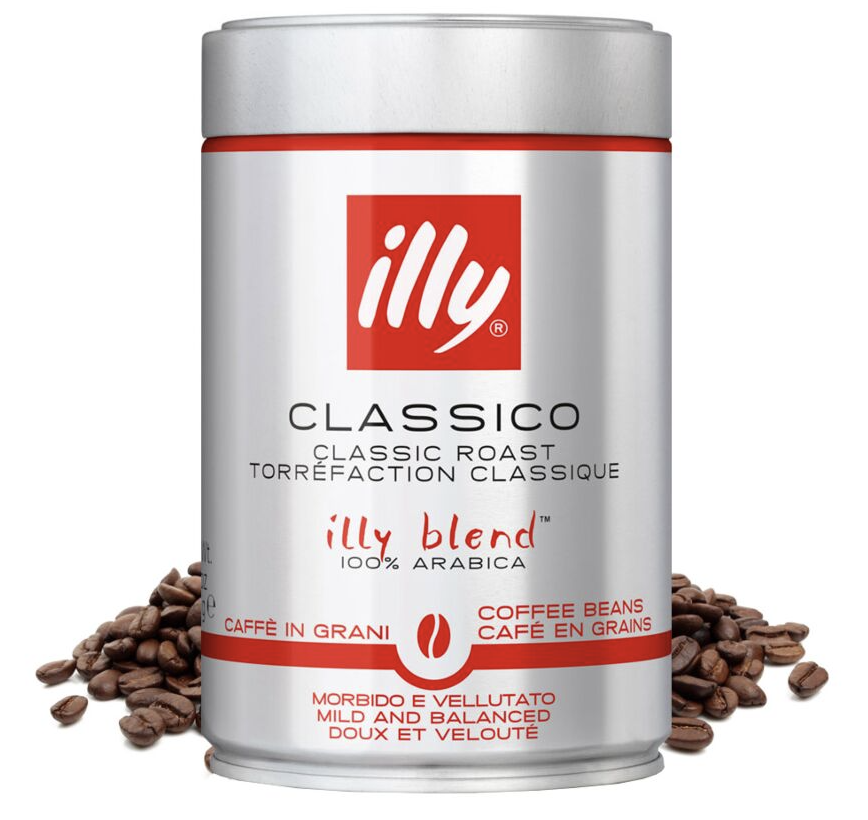 illy®
CLASSICO
CLASSIC ROAST
TORRÉFACTION CLASSIQUE
illy blend™
100% ARABICA
CAFFÈ IN GRANI
COFFEE BEANS
CAFÉ EN GRAINS
MORBIDO E VELLUTATO
MILD AND BALANCED
DOUX ET VELOUTÉ